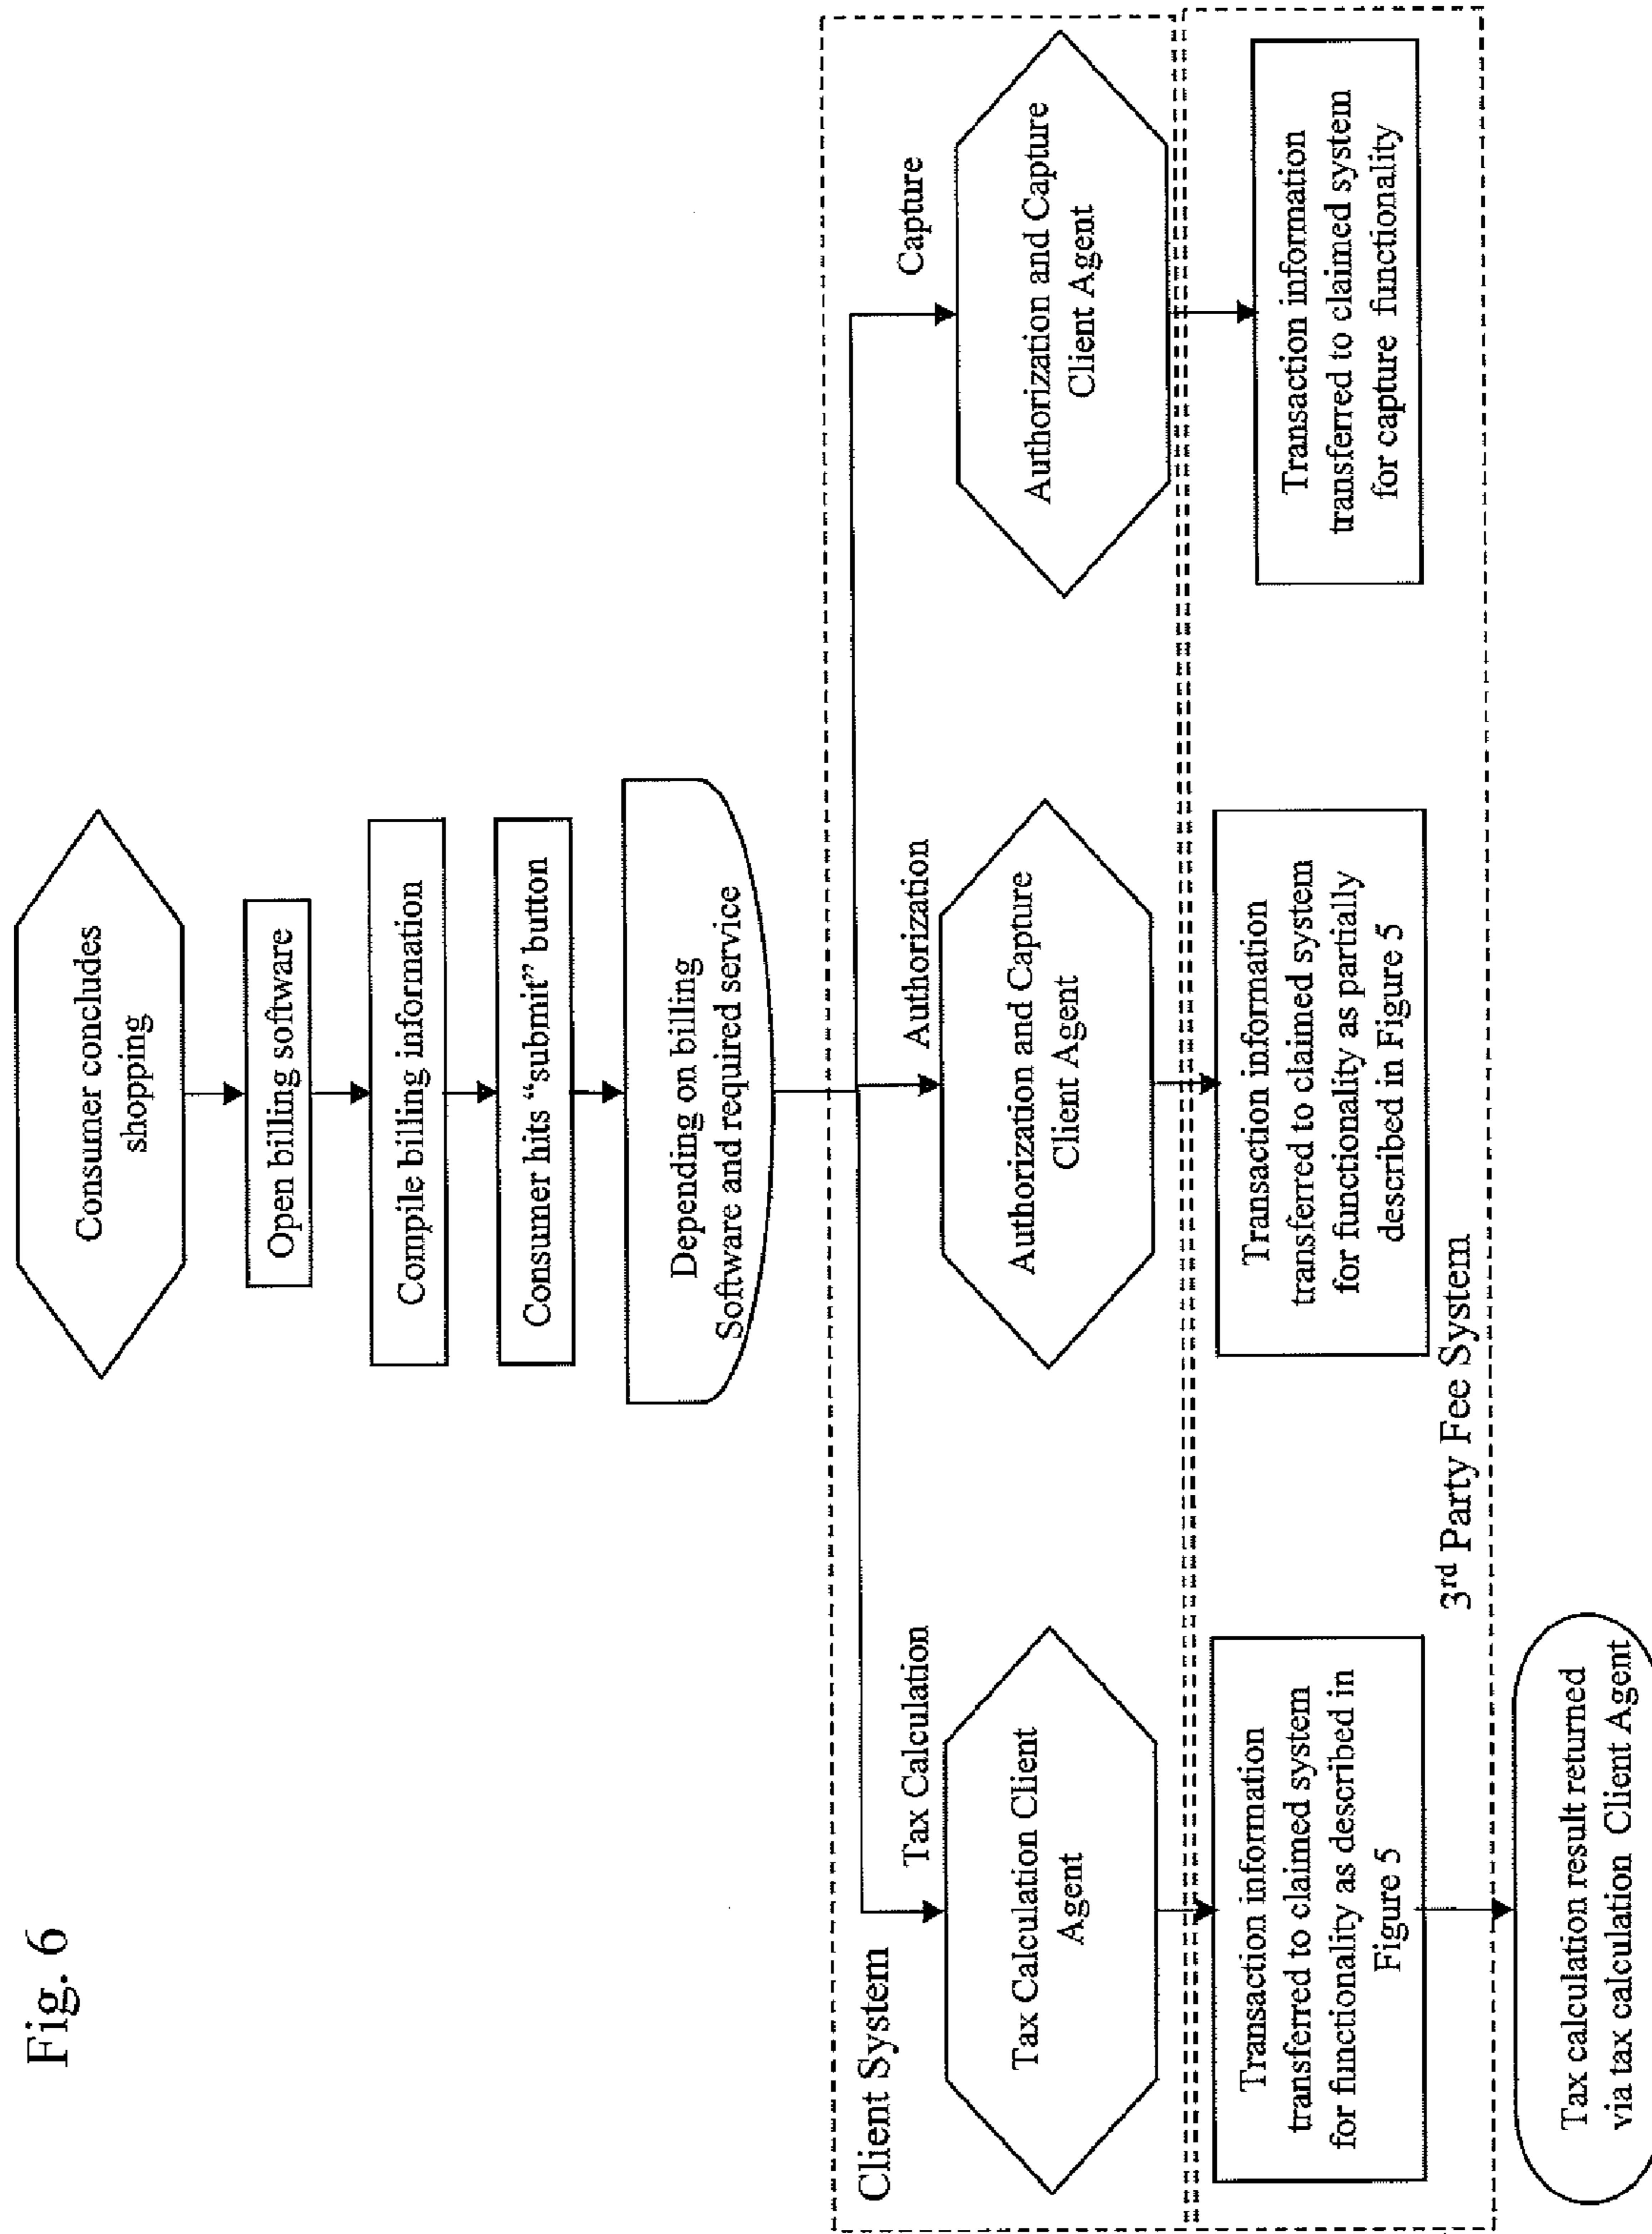 Fig. 6
Consumer concludes
shopping
Open billing software
Compile billing information
Consumer hits “submit” button
Depending on billing
Software and required service
Client System
Tax Calculation
Tax Calculation Client
Agent
Authorization
Authorization and Capture
Client Agent
Capture
Authorization and Capture
Client Agent
Transaction information
transferred to claimed system
for functionality as described in
Figure 5
Transaction information
transferred to claimed system
for functionality as partially
described in Figure 5
Transaction information
transferred to claimed system
for capture functionality
3rd Party Fee System
Tax calculation result returned
via tax calculation Client Agent